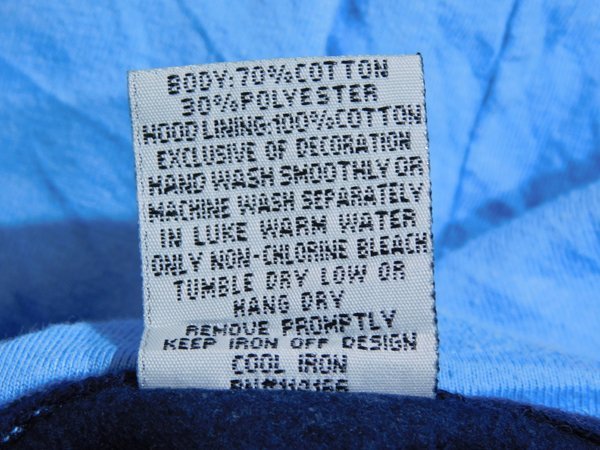 BODY:70%COTTON
30%POLYESTER
HOOD LINING:100%COTTON
EXCLUSIVE OF DECORATION
HAND WASH SMOOTHLY OR
MACHINE WASH SEPARATELY
IN LUKE WARM WATER
ONLY NON-CHLORINE BLEACH
TUMBLE DRY LOW OR
HANG DRY
REMOVE PROMPTLY
KEEP IRON OFF DESIGN
COOL IRON